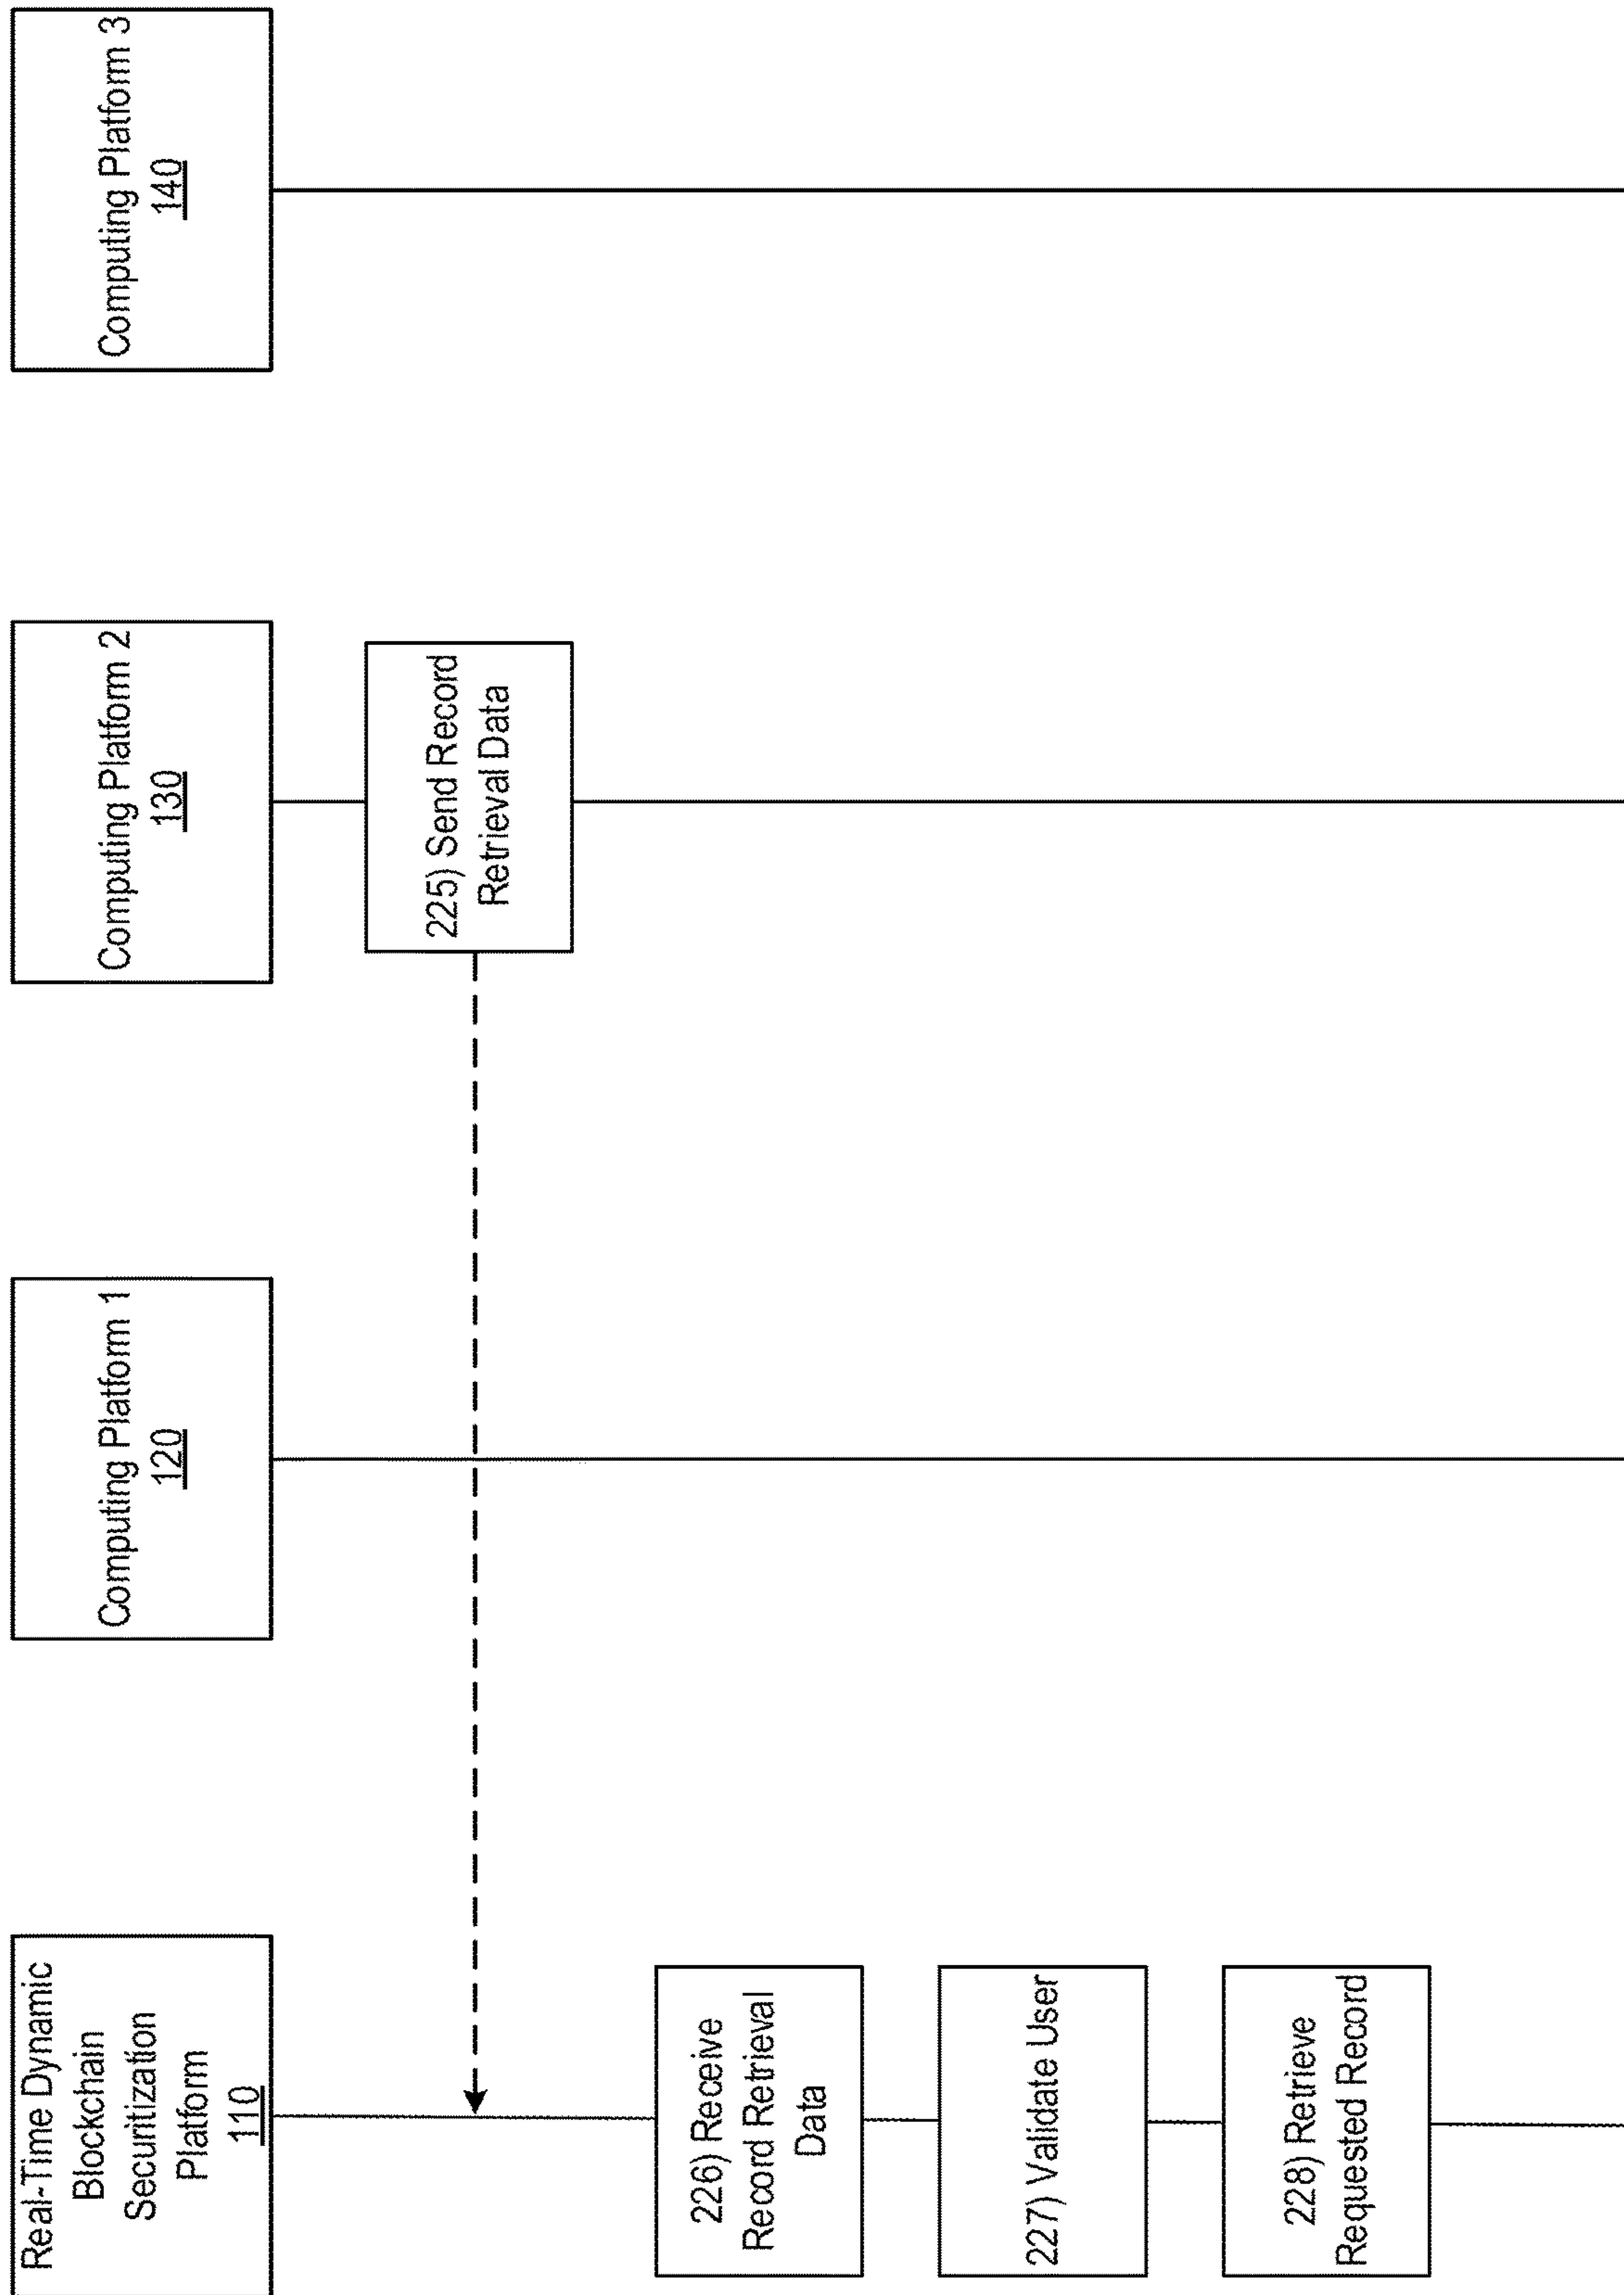 Real-Time Dynamic
Blockchain
Securitization
Platform
110
Computing Platform 1
120
Computing Platform 2
130
Computing Platform 3
140
225) Send Record
Retrieval Data
226) Receive
Record Retrieval
Data
227) Validate User
228) Retrieve
Requested Record